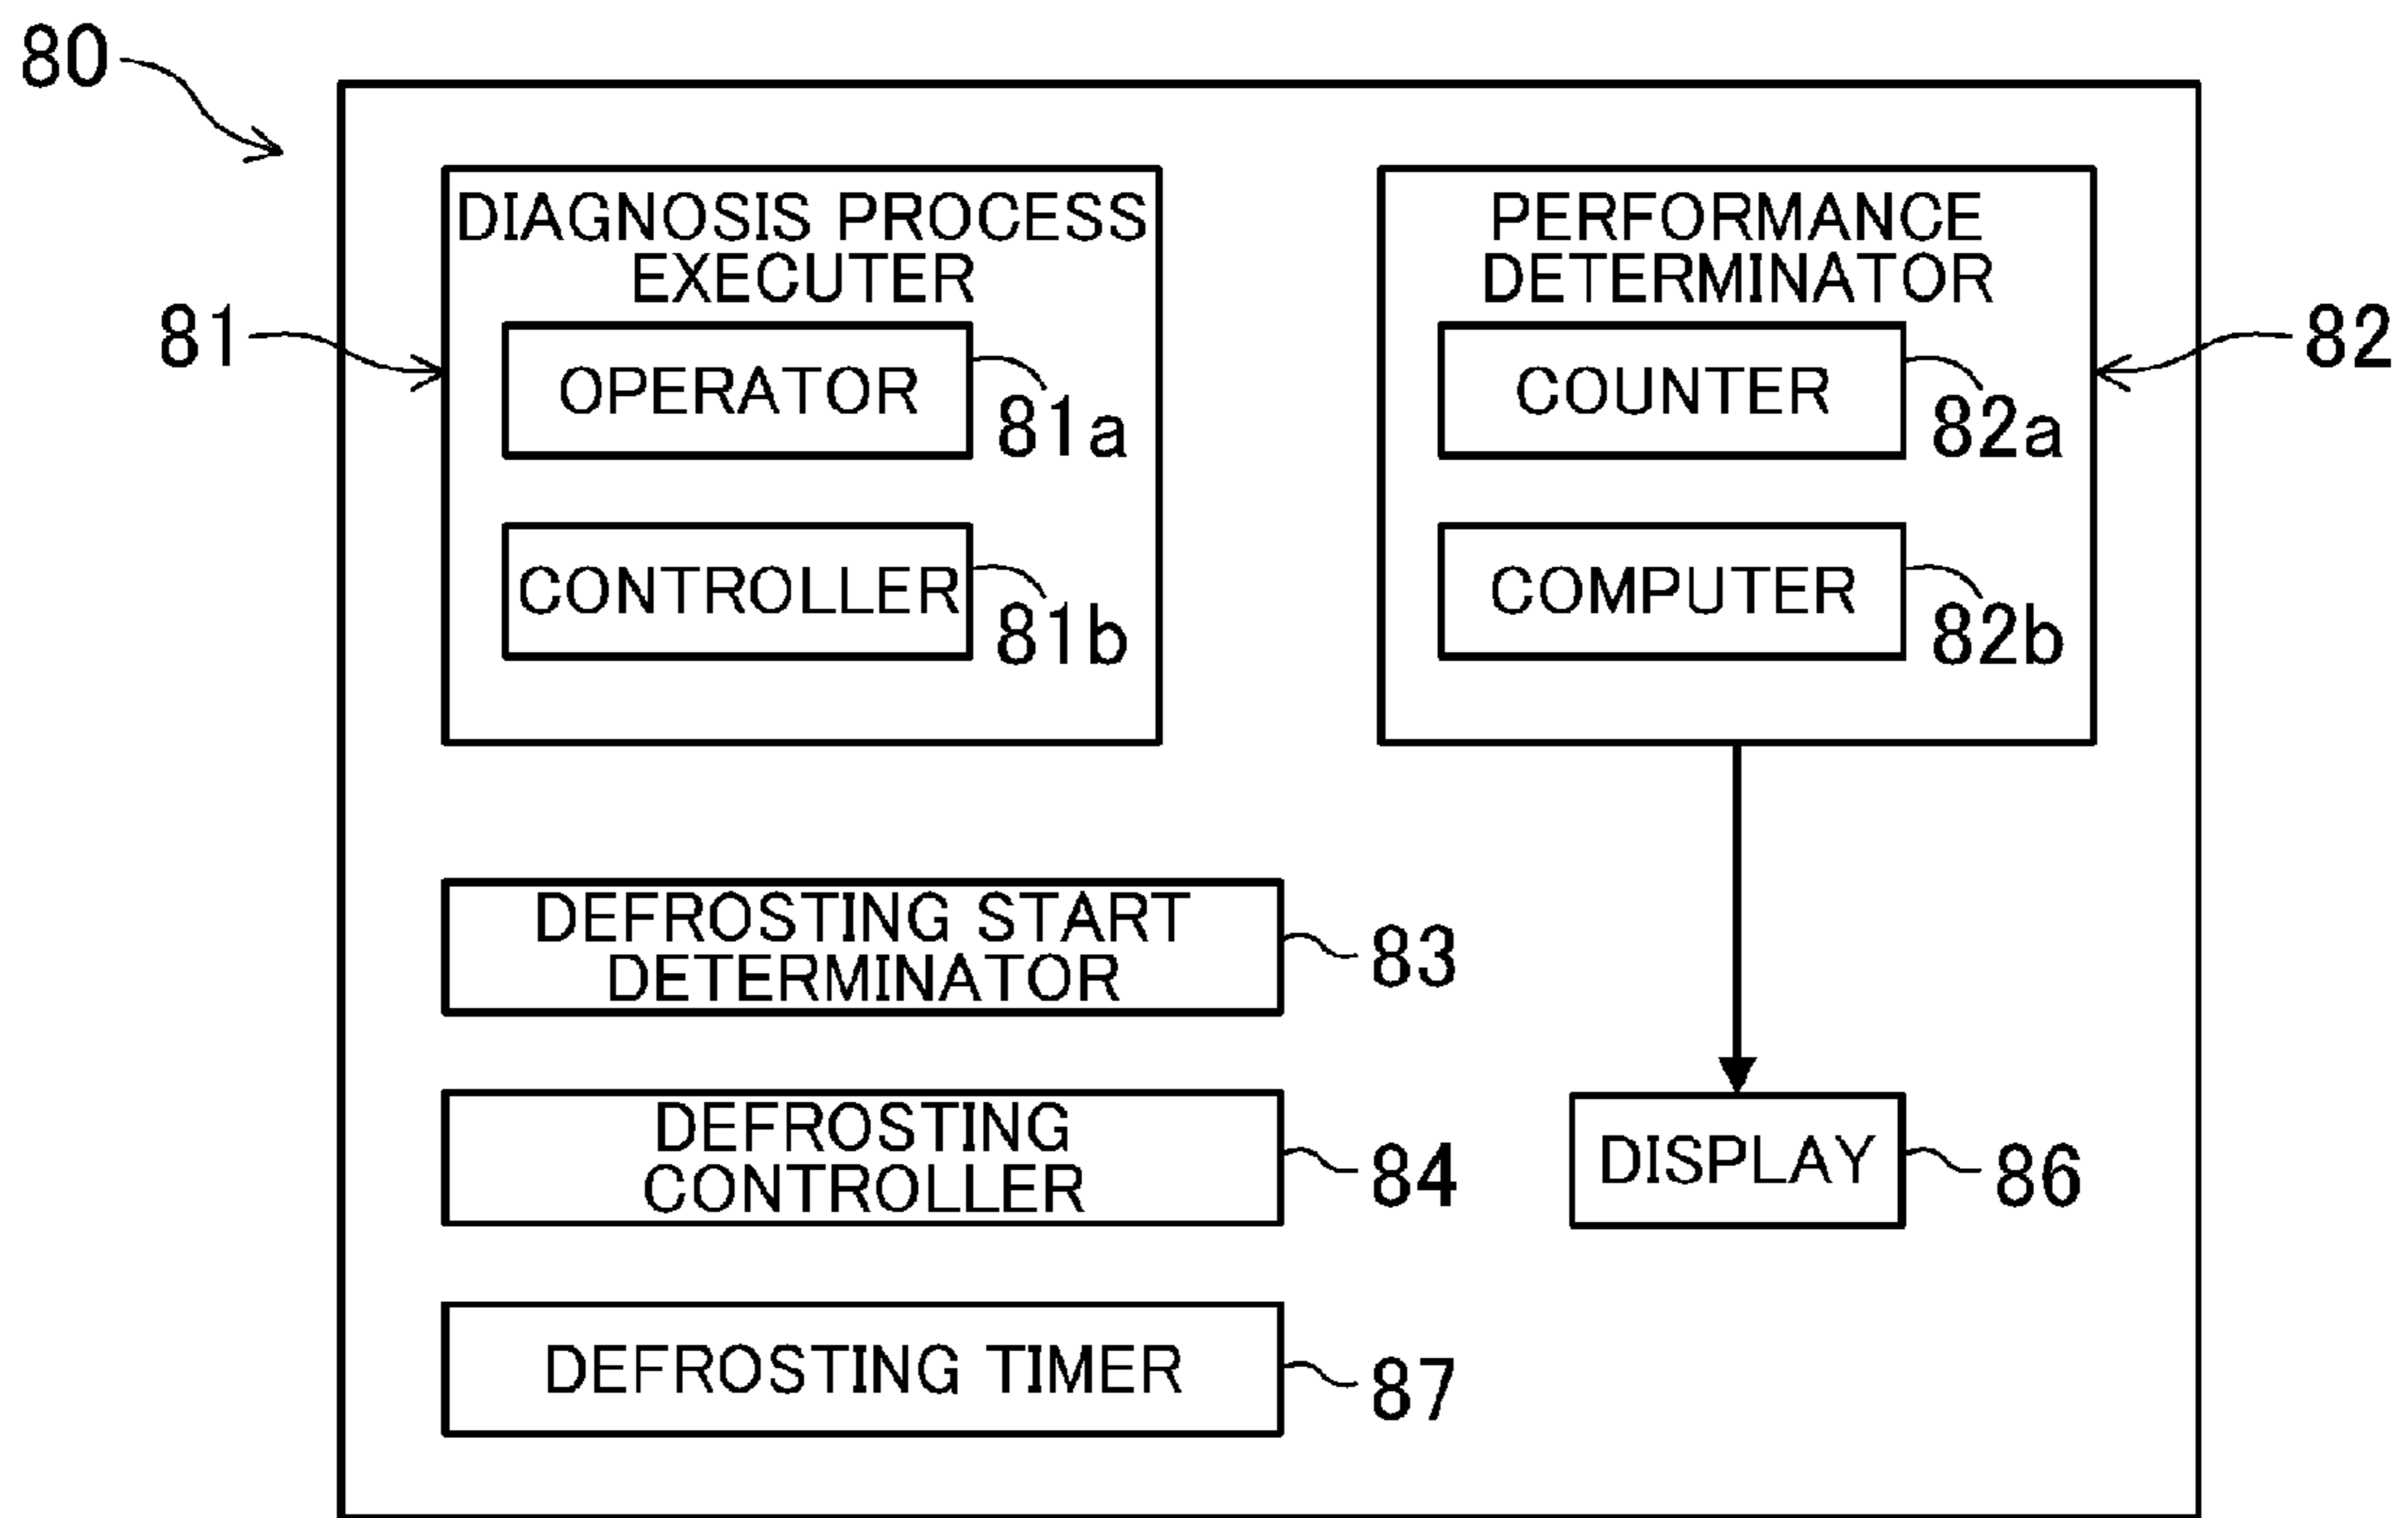 80
DIAGNOSIS PROCESS
EXECUTER
81
OPERATOR
81a
CONTROLLER
81b
PERFORMANCE
DETERMINATOR
82
COUNTER
82a
COMPUTER
82b
DEFROSTING START
DETERMINATOR
83
DEFROSTING
CONTROLLER
84
DISPLAY
86
DEFROSTING TIMER
87